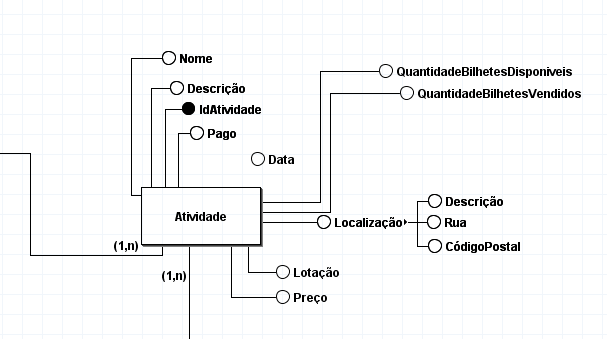 Nome
QuantidadeBilhetesDisponiveis
Descrição
QuantidadeBilhetesVendidos
IdAtividade
Pago
Data
Atividade
Localização
Descrição
Rua
CódigoPostal
(1,n)
(1,n)
Lotação
Preço